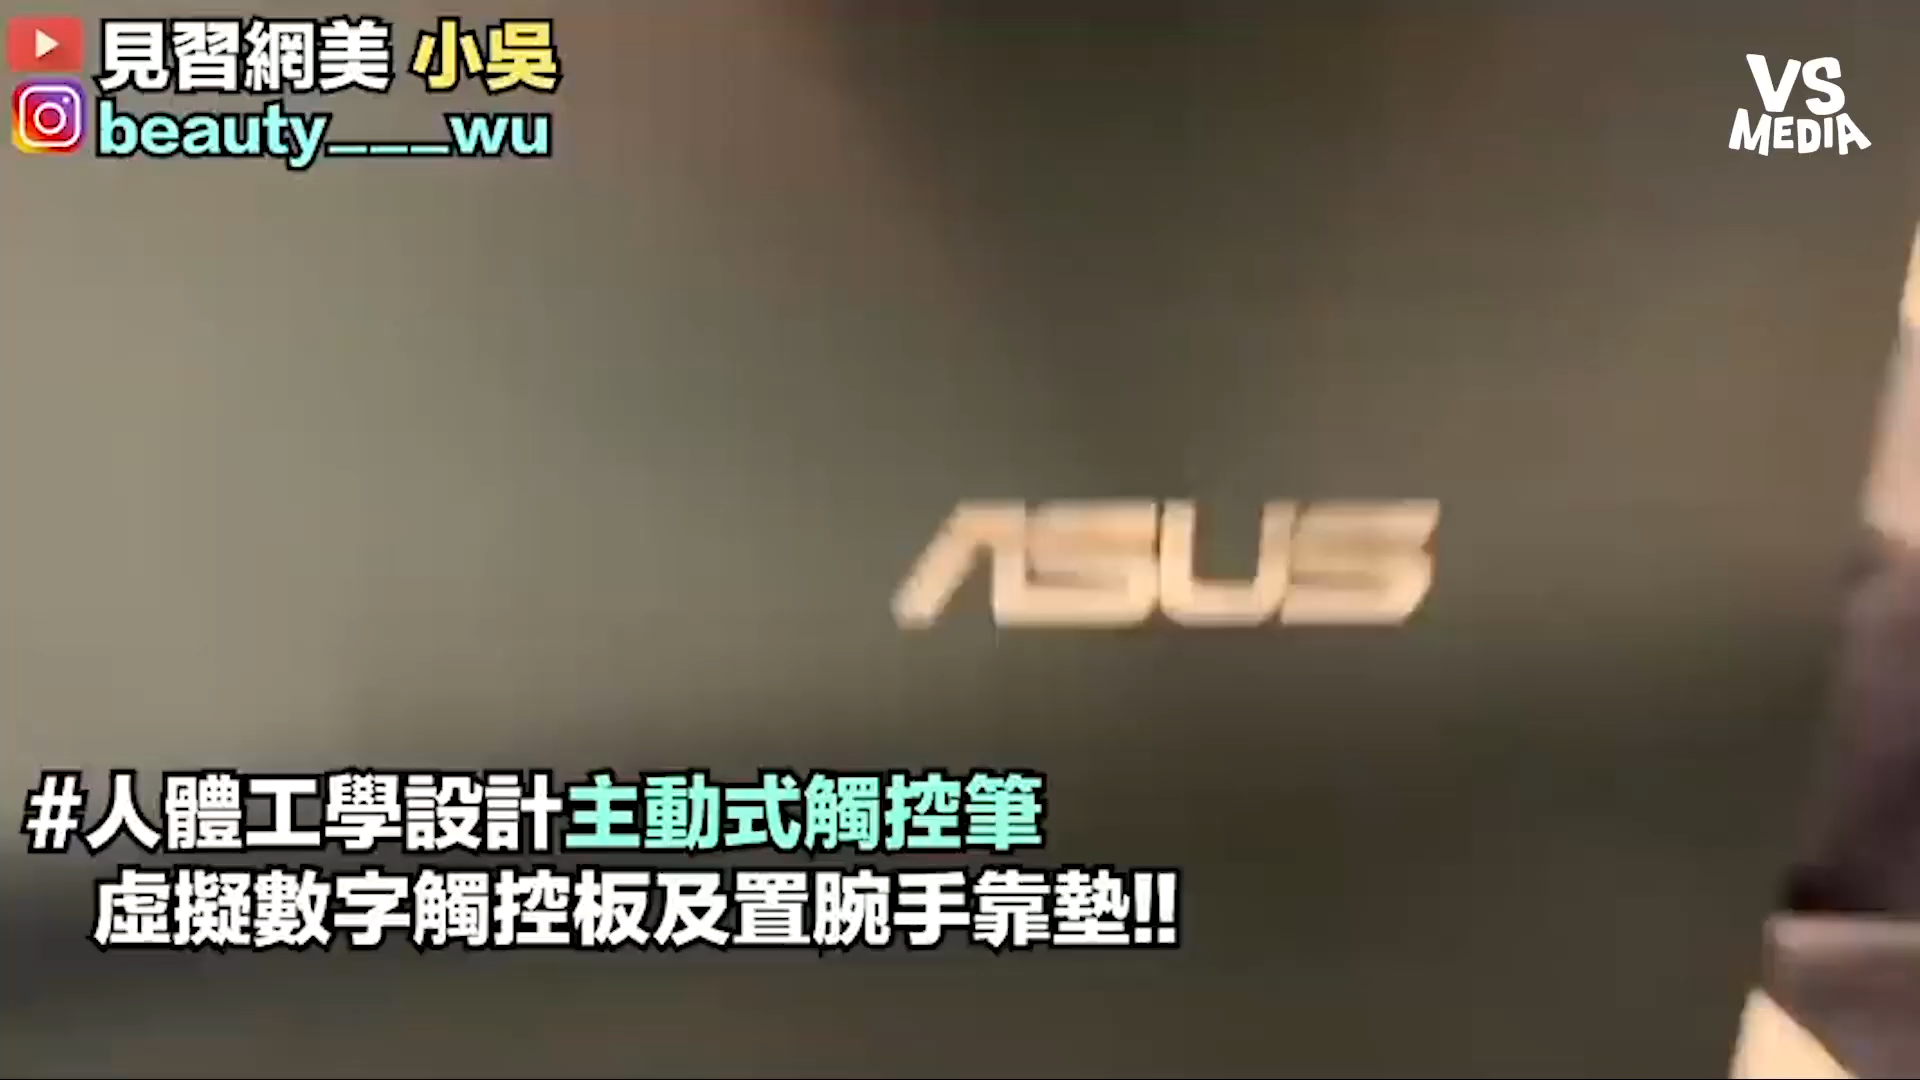 見習網美 小吳
beauty___wu
VS
MEDIA
ASUS
#人體工學設計主動式觸控筆
虛擬數字觸控板及置腕手靠墊!!